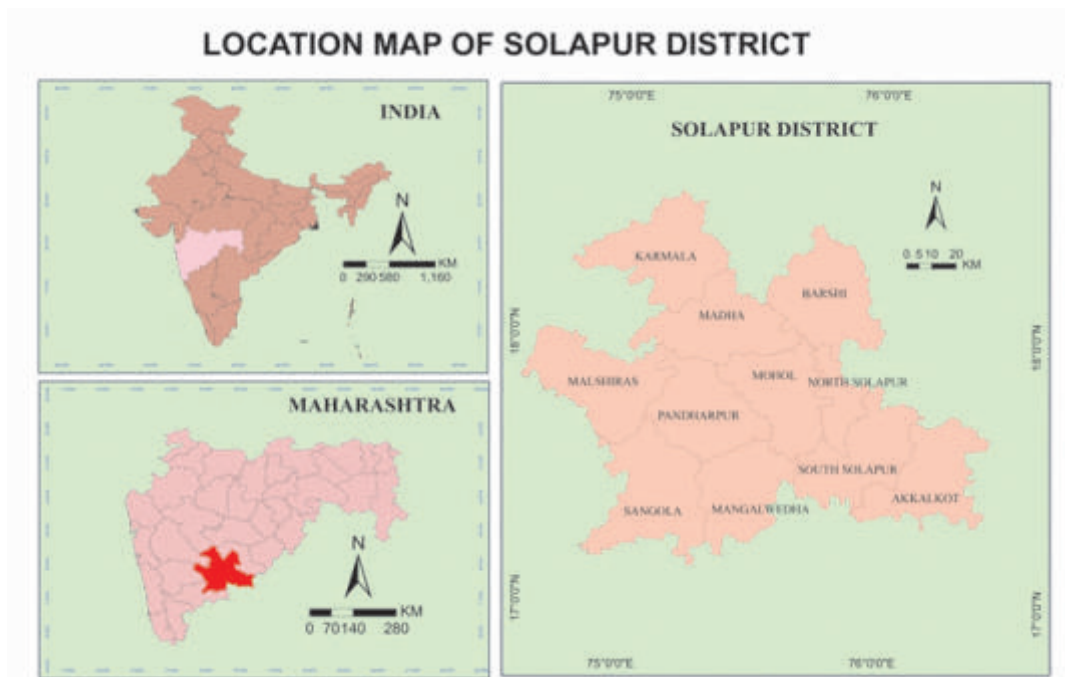 LOCATION MAP OF SOLAPUR DISTRICT
INDIA
N
KM
0 290 580 1,160
MAHARASHTRA
N
KM
0 70 140 280
75°0'0"E 76°0'0"E
SOLAPUR DISTRICT
N
0 5 10 20
KM
KARMALA
BARSHI
MADHA
18°0'0"N
18°0'0"N
MALSHIRAS
MOHOL
NORTH SOLAPUR
PANDHARPUR
SOUTH SOLAPUR
AKKALKOT
SANGOLA
MANGALWEDHA
17°0'0"N
17°0'0"N
75°0'0"E 76°0'0"E